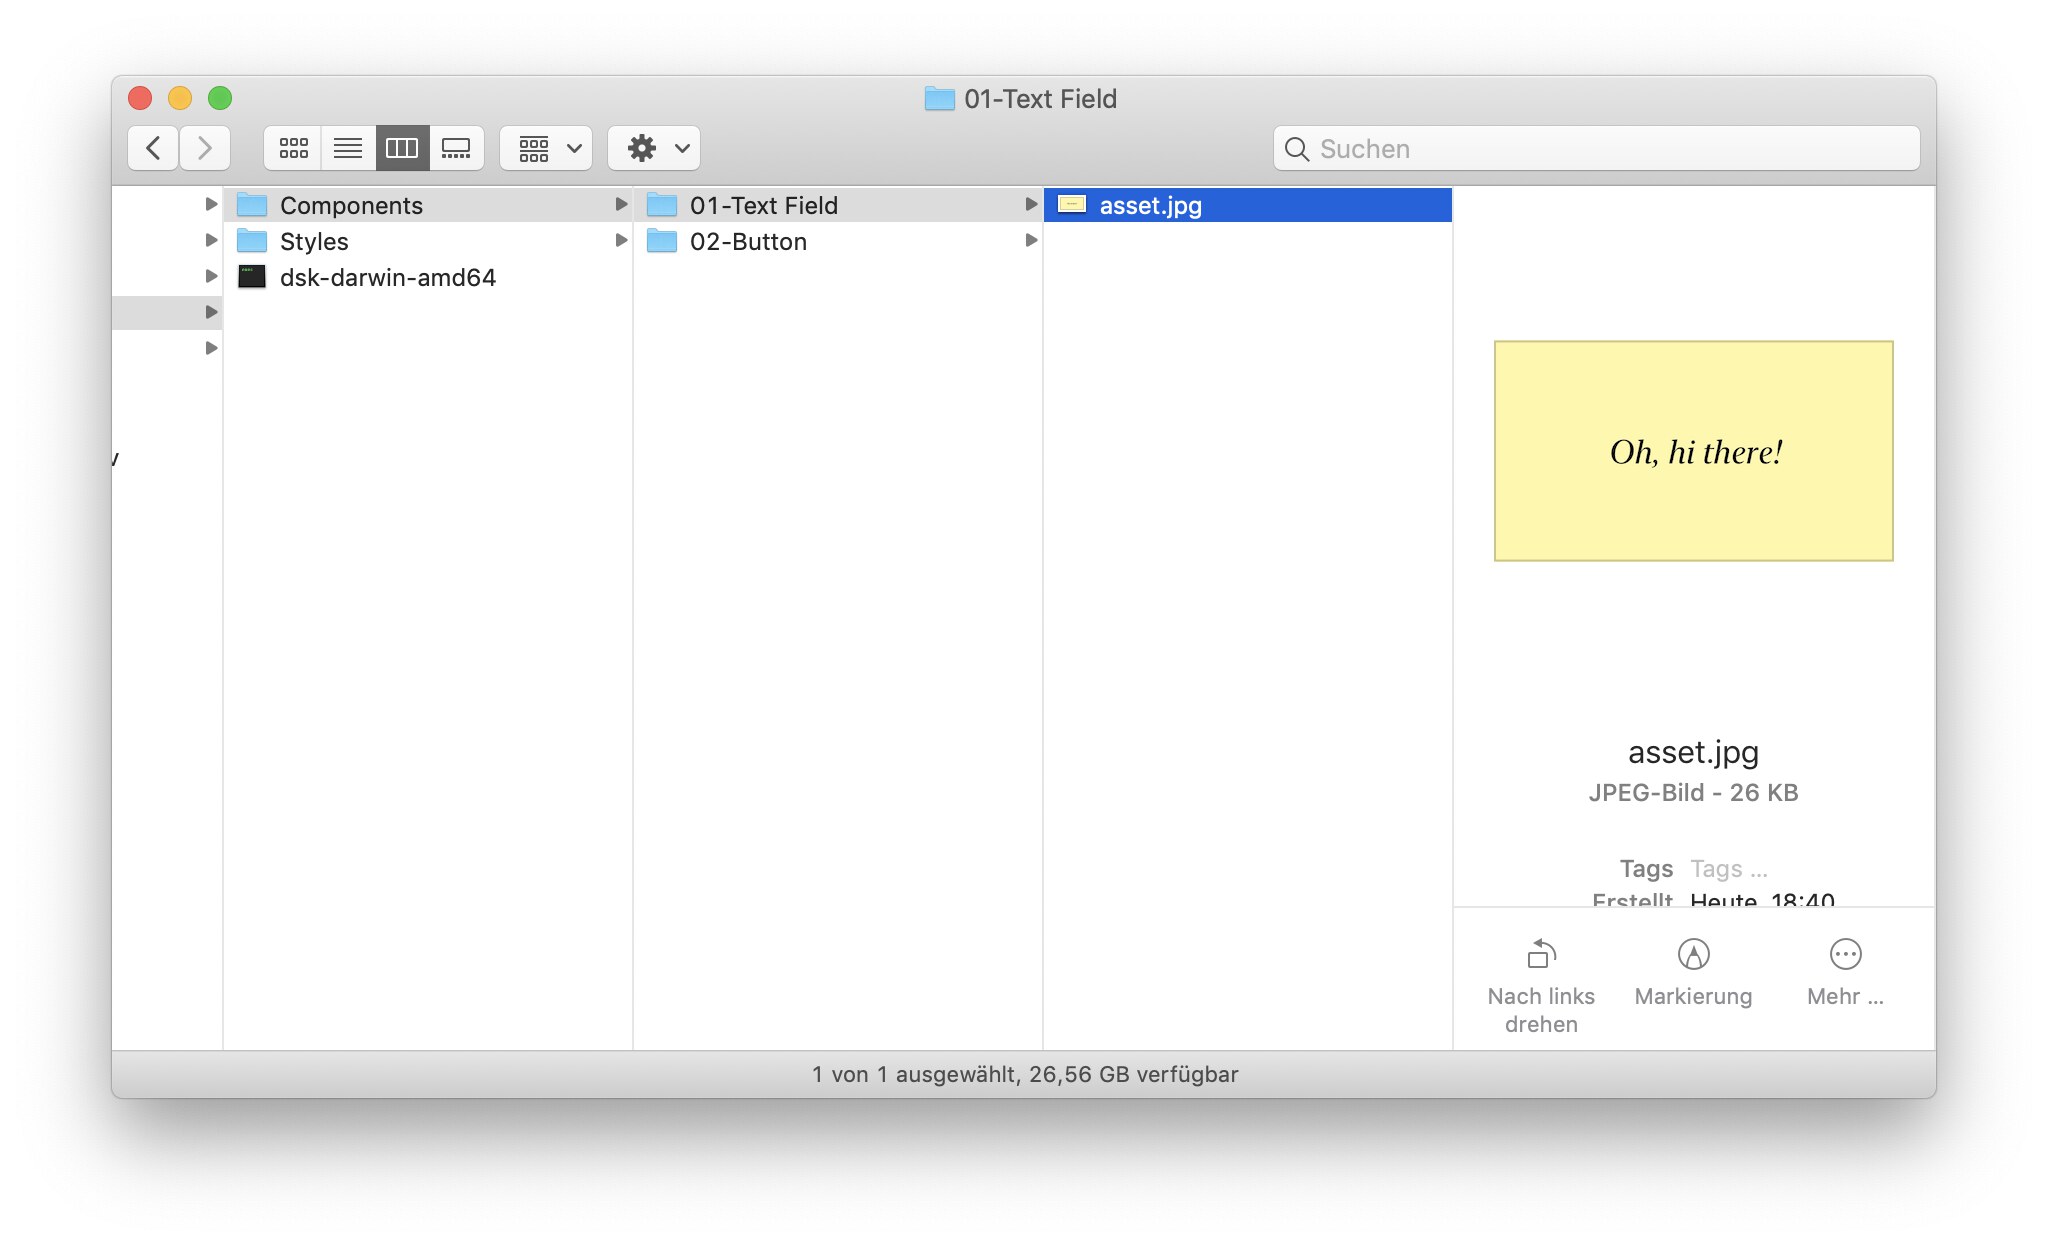 01-Text Field
Suchen
Components
Styles
dsk-darwin-amd64
01-Text Field
02-Button
asset.jpg
Oh, hi there!
asset.jpg
JPEG-Bild - 26 KB
Tags Tags ...
Erstellt Heute, 18:40
Nach links
drehen
Markierung
Mehr ...
1 von 1 ausgewählt, 26,56 GB verfügbar